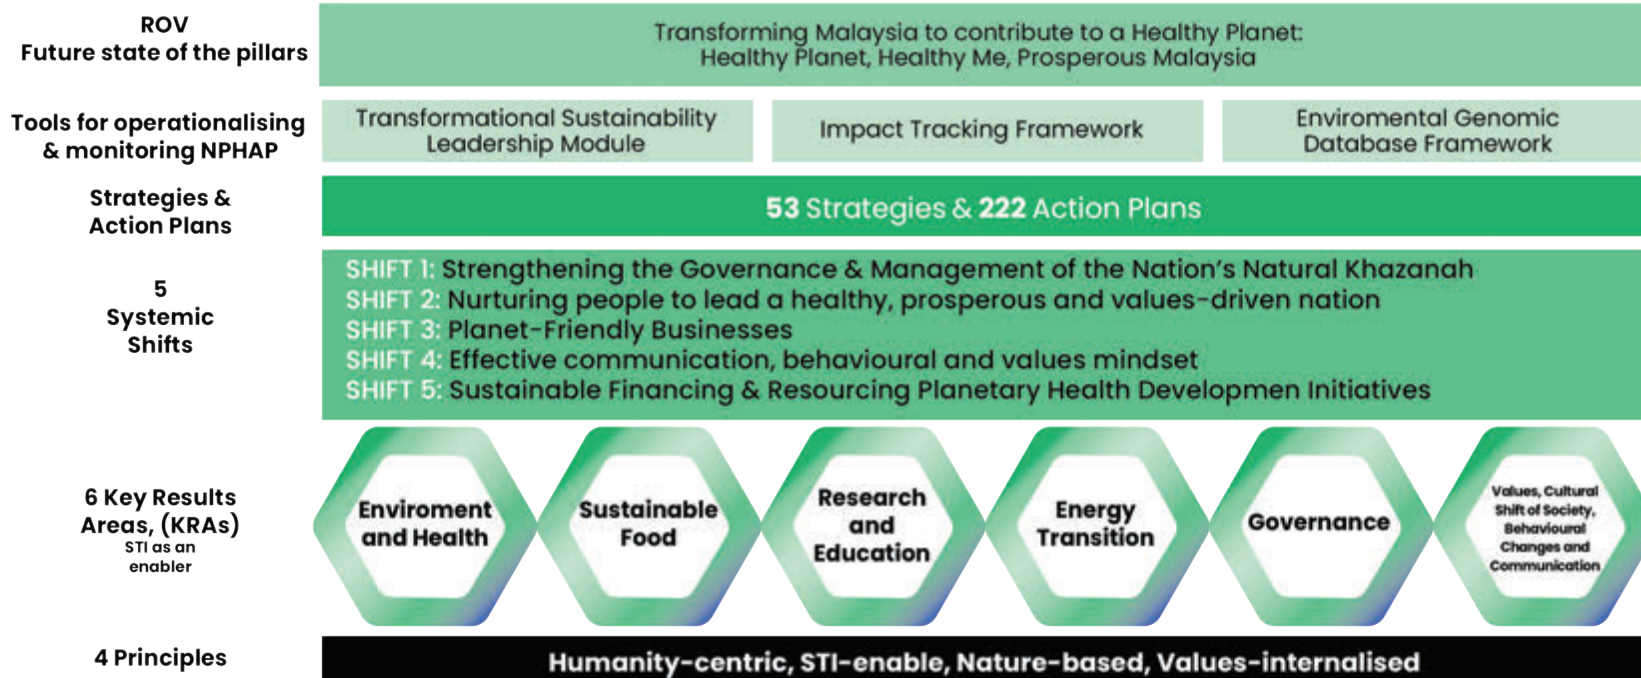 ROV
Future state of the pillars
Transforming Malaysia to contribute to a Healthy Planet:
Healthy Planet, Healthy Me, Prosperous Malaysia
Tools for operationalising
& monitoring NPHAP
Transformational Sustainability
Leadership Module
Impact Tracking Framework
Enviromental Genomic
Database Framework
Strategies &
Action Plans
53 Strategies & 222 Action Plans
5
Systemic
Shifts
SHIFT 1: Strengthening the Governance & Management of the Nation's Natural Khazanah
SHIFT 2: Nurturing people to lead a healthy, prosperous and values-driven nation
SHIFT 3: Planet-Friendly Businesses
SHIFT 4: Effective communication, behavioural and values mindset
SHIFT 5: Sustainable Financing & Resourcing Planetary Health Developmen Initiatives
6 Key Results
Areas, (KRAs)
STI as an
enabler
Enviroment
and Health
Sustainable
Food
Research
and
Education
Energy
Transition
Governance
Values, Cultural
Shift of Society,
Behavioural
Changes and
Communication
4 Principles
Humanity-centric, STI-enable, Nature-based, Values-internalised